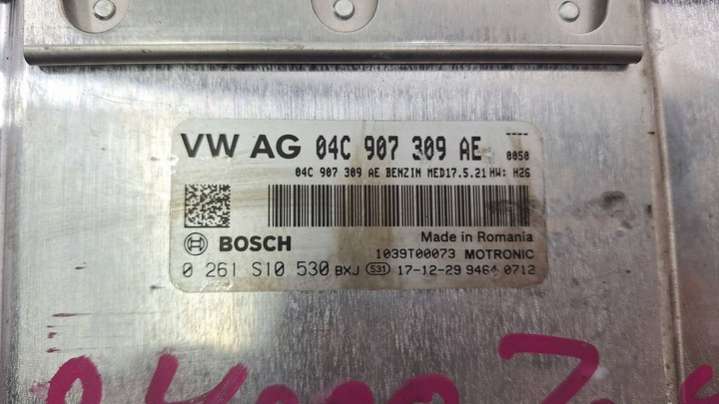 VW AG 04C 907 309 AE ----
0050
04C 907 309 AE BENZIN MED17.5.21 HW: H26
BOSCH
Made in Romania
1039T00073 MOTRONIC
0 261 S10 530 BXJ S31 17-12-29 9464 0712